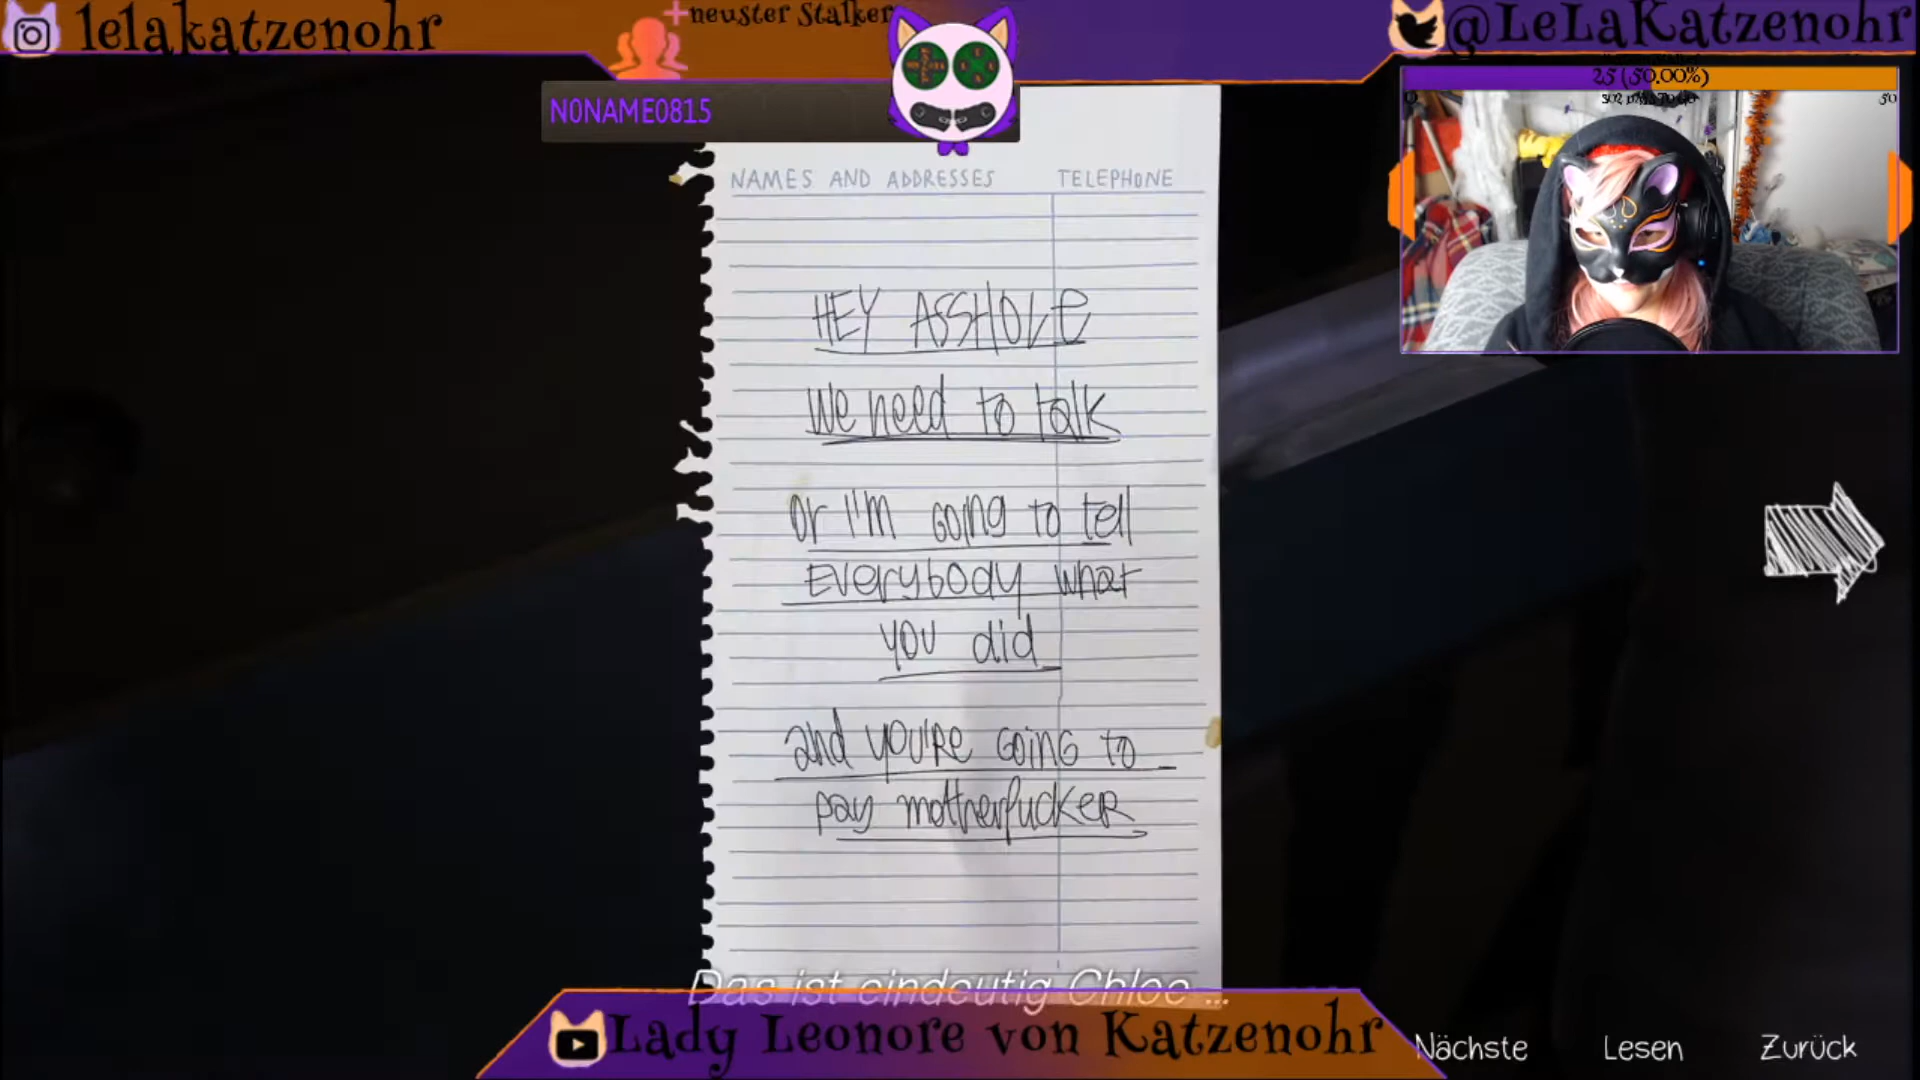 lelakatzenohr
neuster Stalker
@LeLaKatzenohr
N0NAME0815
25 (50.00%)
0
50
NAMES AND ADDRESSES TELEPHONE
HEY ASSHOLE
We need to talk
Or I'm going to tell
Everybody what
you did
and you're going to
pay motherfucker
Das ist eindeutig Chloe ...
Lady Leonore von Katzenohr
Nächste Lesen Zurück